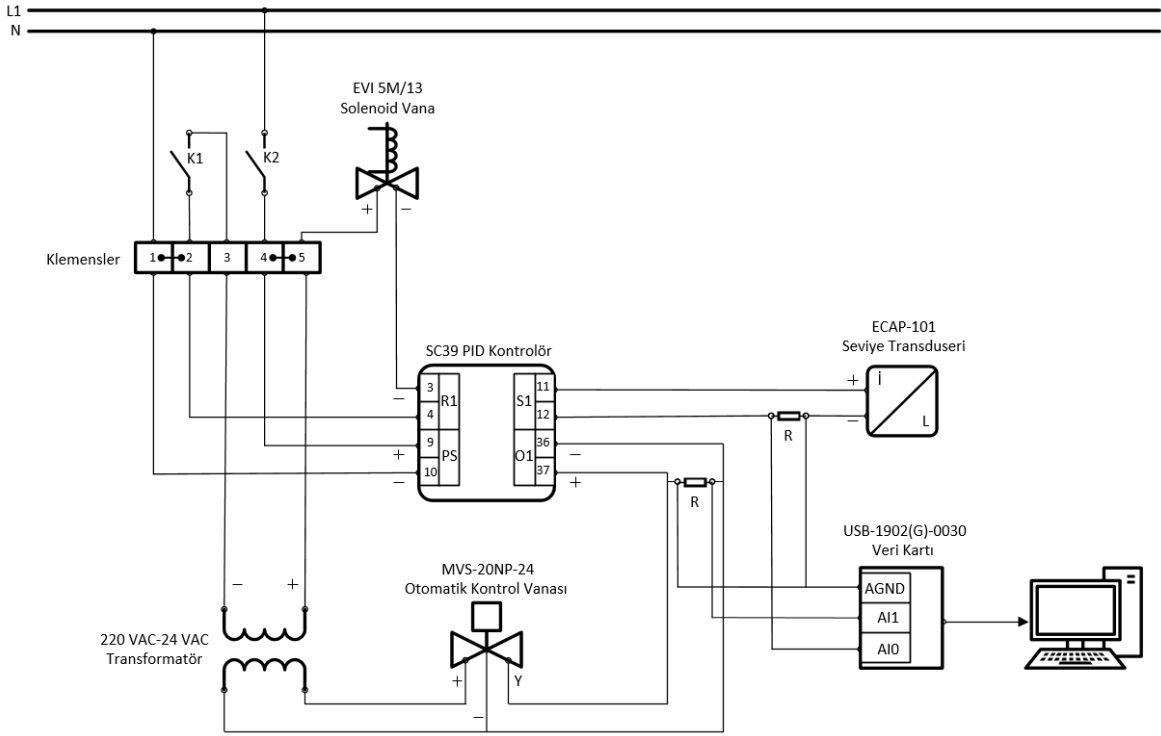 L1
N
EVI 5M/13
Solenoid Vana
K1
K2
+
−
Klemensler
1
2
3
4
5
SC39 PID Kontrolör
3
−
R1
4
9
+
PS
10
−
S1
11
12
O1
36
−
37
+
ECAP-101
Seviye Transduseri
+
−
İ
L
R
R
USB-1902(G)-0030
Veri Kartı
AGND
AI1
AI0
−
+
220 VAC-24 VAC
Transformatör
MVS-20NP-24
Otomatik Kontrol Vanası
+
−
Y